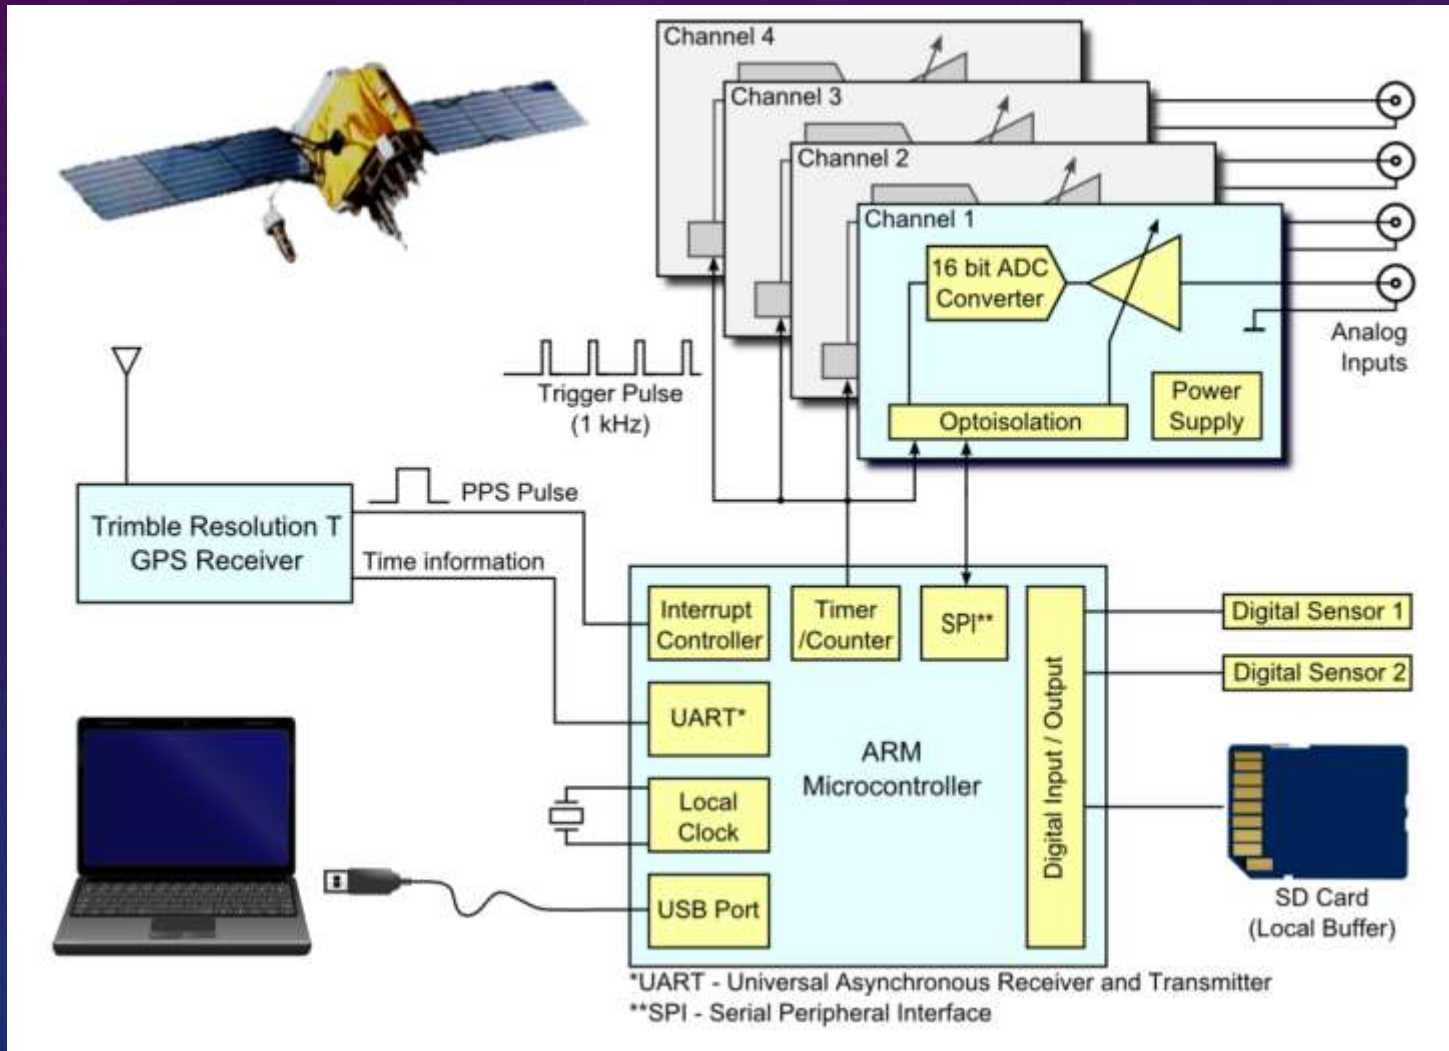 Channel 4
Channel 3
Channel 2
Channel 1
16 bit ADC
Converter
Analog
Inputs
Power
Supply
Optoisolation
Trigger Pulse
(1 kHz)
PPS Pulse
Trimble Resolution T
GPS Receiver
Time information
Interrupt
Controller
Timer
/Counter
SPI**
Digital Sensor 1
Digital Sensor 2
UART*
Digital Input / Output
ARM
Microcontroller
Local
Clock
USB Port
SD Card
(Local Buffer)
*UART - Universal Asynchronous Receiver and Transmitter
**SPI - Serial Peripheral Interface